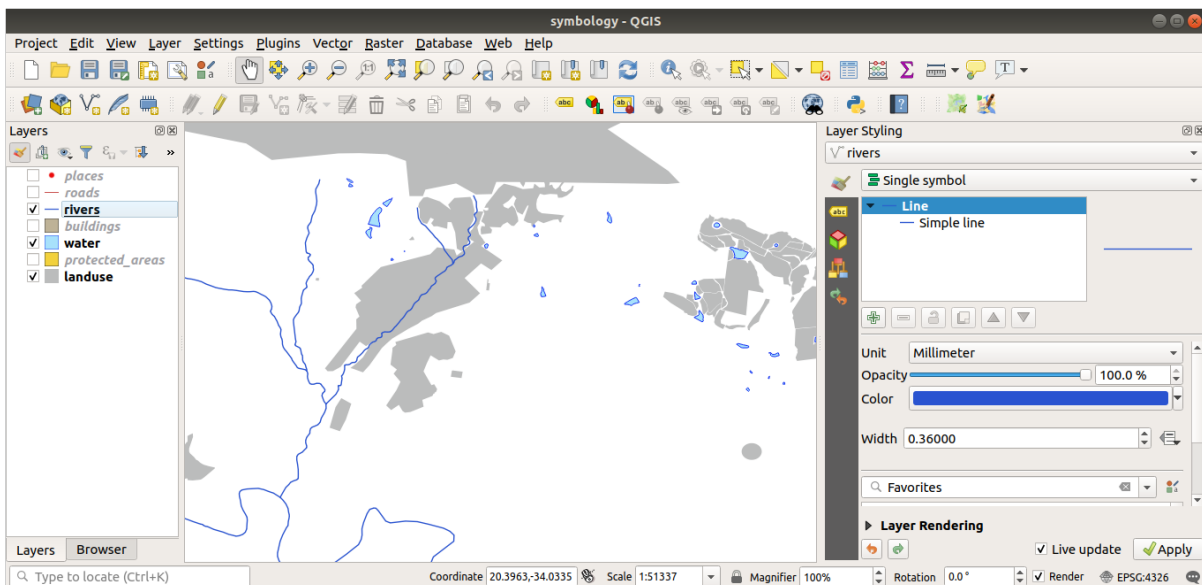 symbology - QGIS
Project Edit View Layer Settings Plugins Vector Raster Database Web Help
Layers
places
roads
rivers
buildings
water
protected_areas
landuse
Layers Browser
Layer Styling
rivers
Single symbol
Line
Simple line
Unit Millimeter
Opacity 100.0 %
Color
Width 0.36000
Favorites
Layer Rendering
Live update Apply
Type to locate (Ctrl+K) Coordinate 20.3963,-34.0335 Scale 1:51337 Magnifier 100% Rotation 0.0° Render EPSG:4326